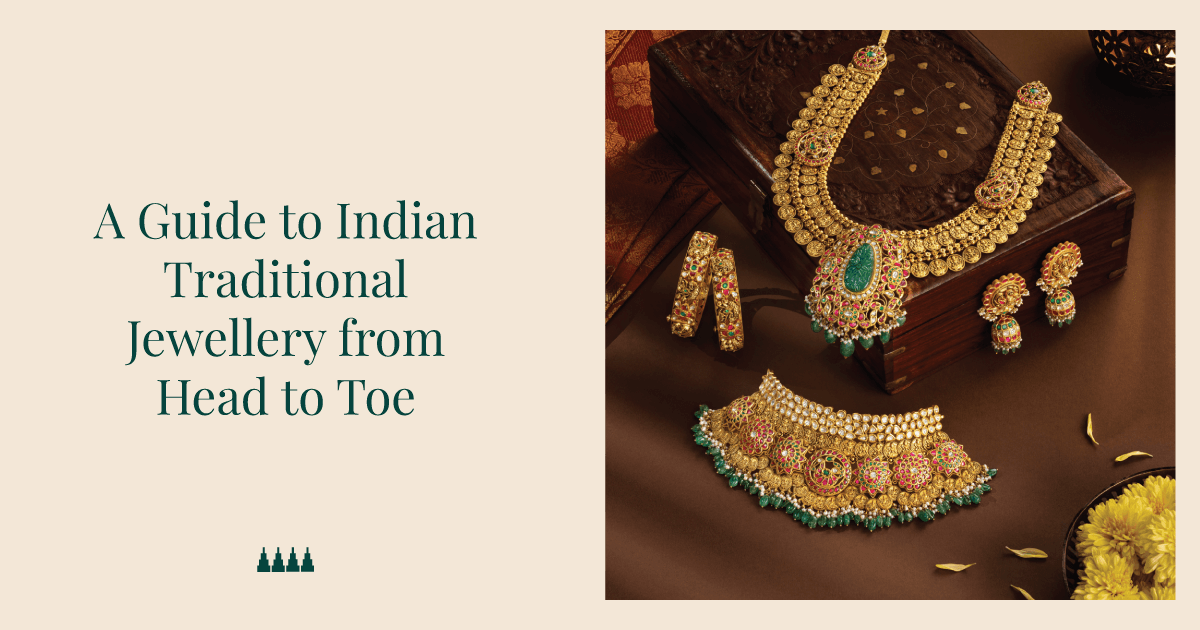 A Guide to Indian
Traditional
Jewellery from
Head to Toe